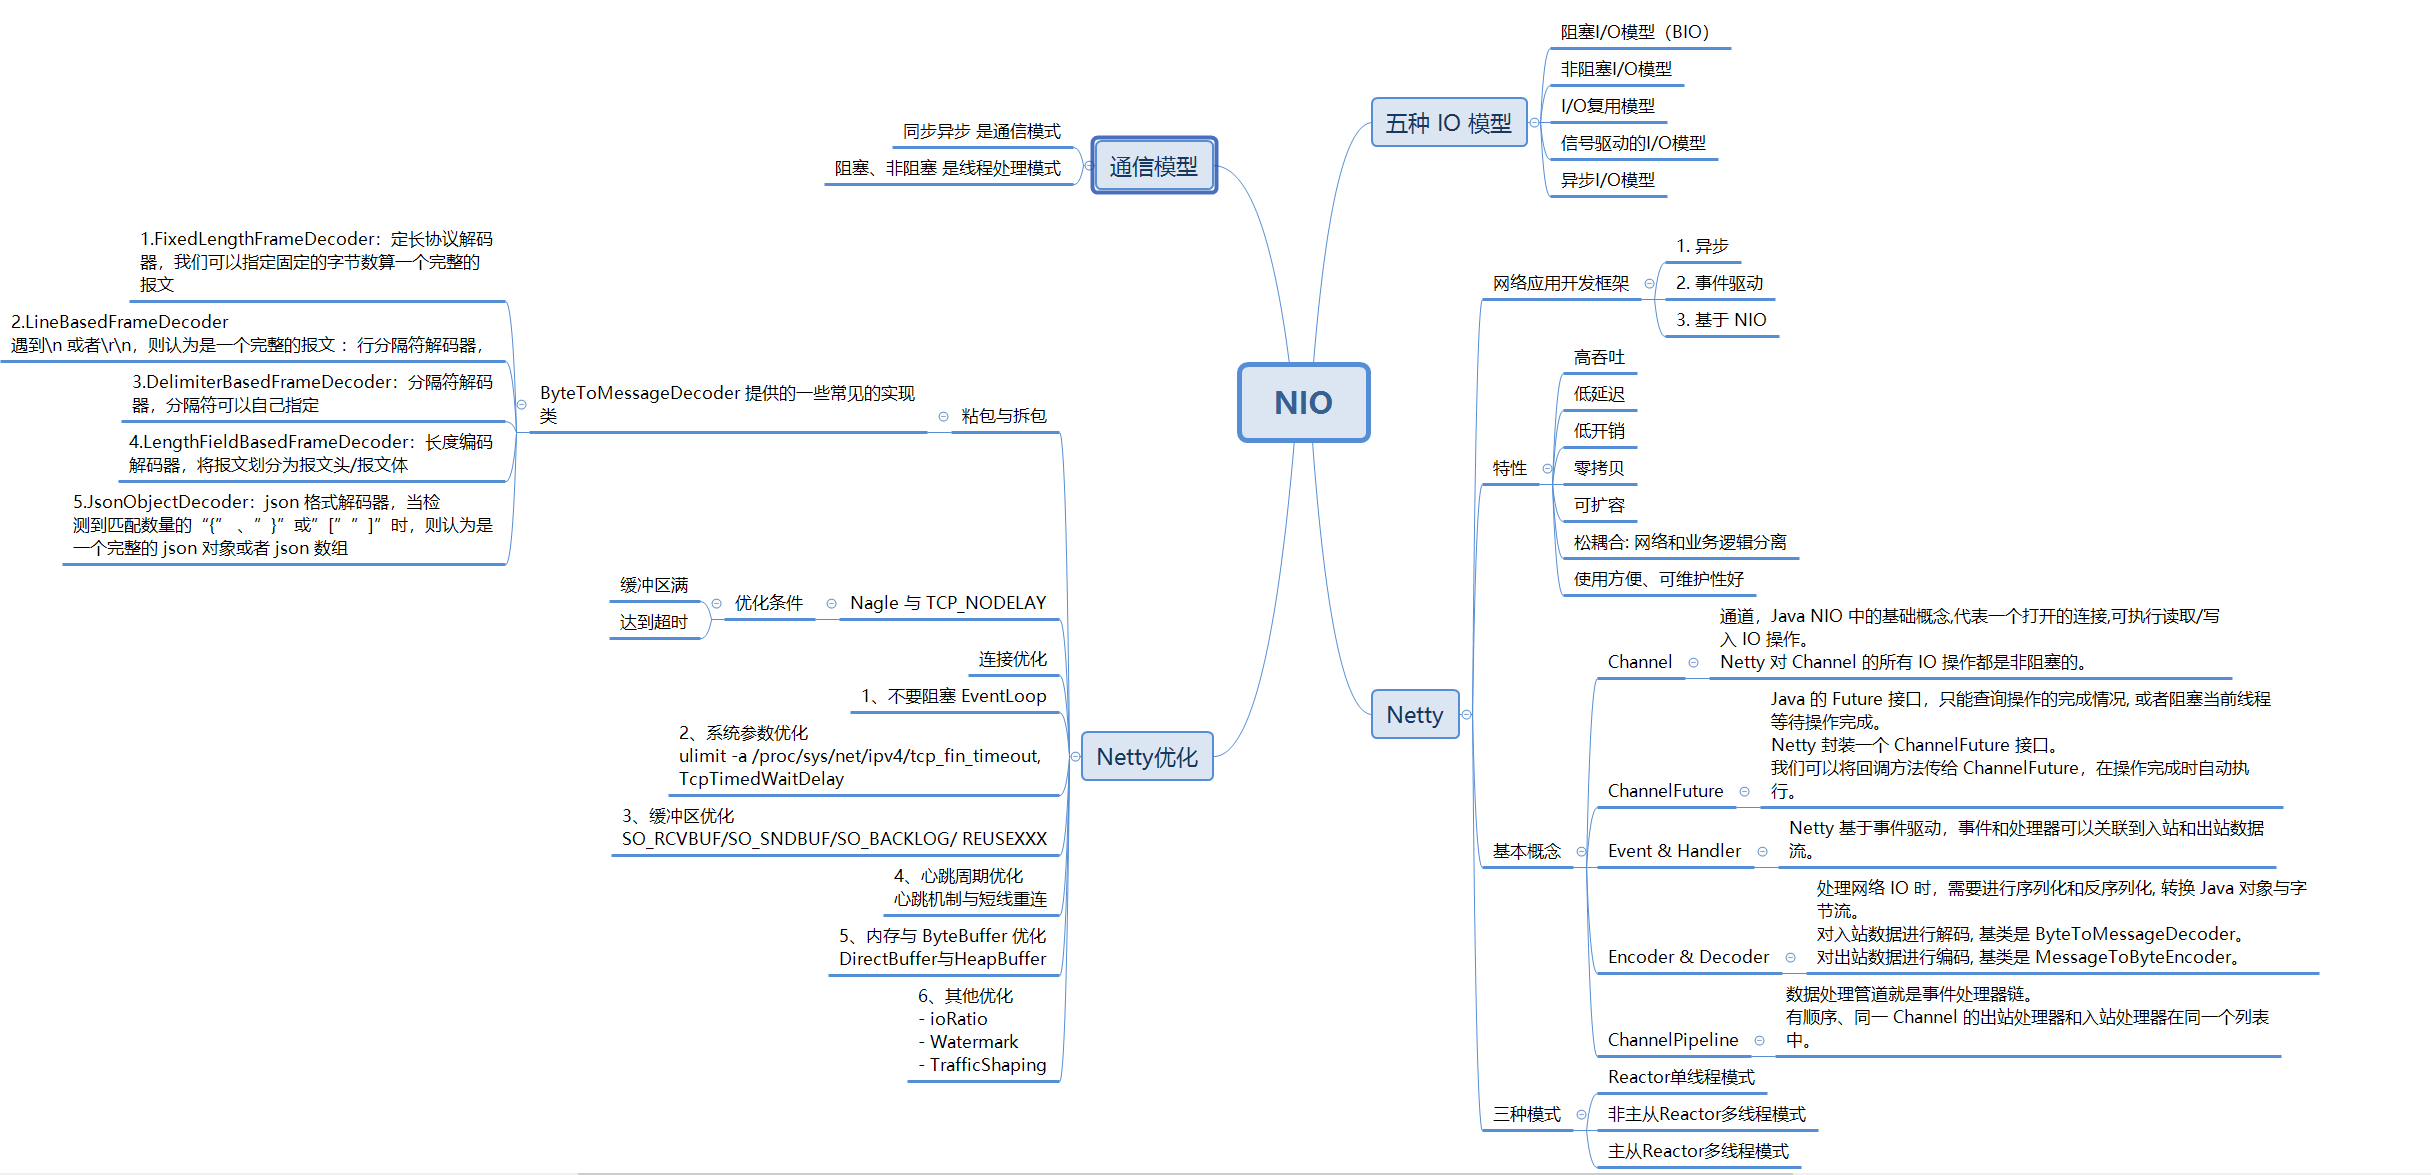 NIO
五种 IO 模型
阻塞I/O模型（BIO）
非阻塞I/O模型
I/O复用模型
信号驱动的I/O模型
异步I/O模型
Netty
网络应用开发框架
1. 异步
2. 事件驱动
3. 基于 NIO
特性
高吞吐
低延迟
低开销
零拷贝
可扩容
松耦合: 网络和业务逻辑分离
使用方便、可维护性好
基本概念
Channel
通道，Java NIO 中的基础概念,代表一个打开的连接,可执行读取/写
入 IO 操作。
Netty 对 Channel 的所有 IO 操作都是非阻塞的。
ChannelFuture
Java 的 Future 接口，只能查询操作的完成情况, 或者阻塞当前线程
等待操作完成。
Netty 封装一个 ChannelFuture 接口。
我们可以将回调方法传给 ChannelFuture，在操作完成时自动执
行。
Event & Handler
Netty 基于事件驱动，事件和处理器可以关联到入站和出站数据
流。
Encoder & Decoder
处理网络 IO 时，需要进行序列化和反序列化, 转换 Java 对象与字
节流。
对入站数据进行解码, 基类是 ByteToMessageDecoder。
对出站数据进行编码, 基类是 MessageToByteEncoder。
ChannelPipeline
数据处理管道就是事件处理器链。
有顺序、同一 Channel 的出站处理器和入站处理器在同一个列表
中。
三种模式
Reactor单线程模式
非主从Reactor多线程模式
主从Reactor多线程模式
通信模型
同步异步 是通信模式
阻塞、非阻塞 是线程处理模式
Netty优化
粘包与拆包
ByteToMessageDecoder 提供的一些常见的实现
类
1.FixedLengthFrameDecoder：定长协议解码
器，我们可以指定固定的字节数算一个完整的
报文
2.LineBasedFrameDecoder
遇到\n 或者\r\n，则认为是一个完整的报文 ：行分隔符解码器，
3.DelimiterBasedFrameDecoder：分隔符解码
器，分隔符可以自己指定
4.LengthFieldBasedFrameDecoder：长度编码
解码器，将报文划分为报文头/报文体
5.JsonObjectDecoder：json 格式解码器，当检
测到匹配数量的“{” 、”}”或”[””]”时，则认为是
一个完整的 json 对象或者 json 数组
Nagle 与 TCP_NODELAY
优化条件
缓冲区满
达到超时
连接优化
1、不要阻塞 EventLoop
2、系统参数优化
ulimit -a /proc/sys/net/ipv4/tcp_fin_timeout,
TcpTimedWaitDelay
3、缓冲区优化
SO_RCVBUF/SO_SNDBUF/SO_BACKLOG/ REUSEXXX
4、心跳周期优化
心跳机制与短线重连
5、内存与 ByteBuffer 优化
DirectBuffer与HeapBuffer
6、其他优化
- ioRatio
- Watermark
- TrafficShaping